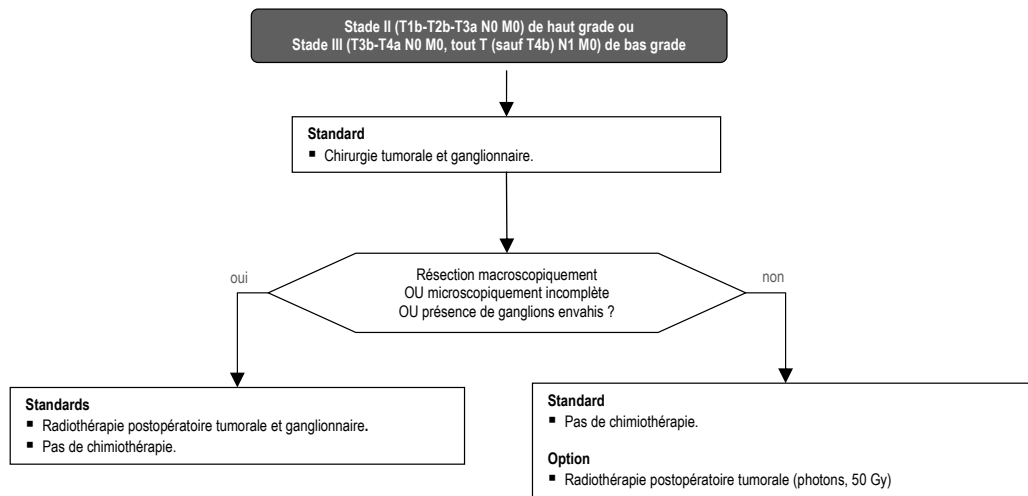 Stade II (T1b-T2b-T3a N0 M0) de haut grade ou
Stade III (T3b-T4a N0 M0, tout T (sauf T4b) N1 M0) de bas grade
Standard
▪ Chirurgie tumorale et ganglionnaire.
Résection macroscopiquement
OU microscopiquement incomplète
OU présence de ganglions envahis ?
oui
non
Standards
▪ Radiothérapie postopératoire tumorale et ganglionnaire.
▪ Pas de chimiothérapie.
Standard
▪ Pas de chimiothérapie.
Option
▪ Radiothérapie postopératoire tumorale (photons, 50 Gy)